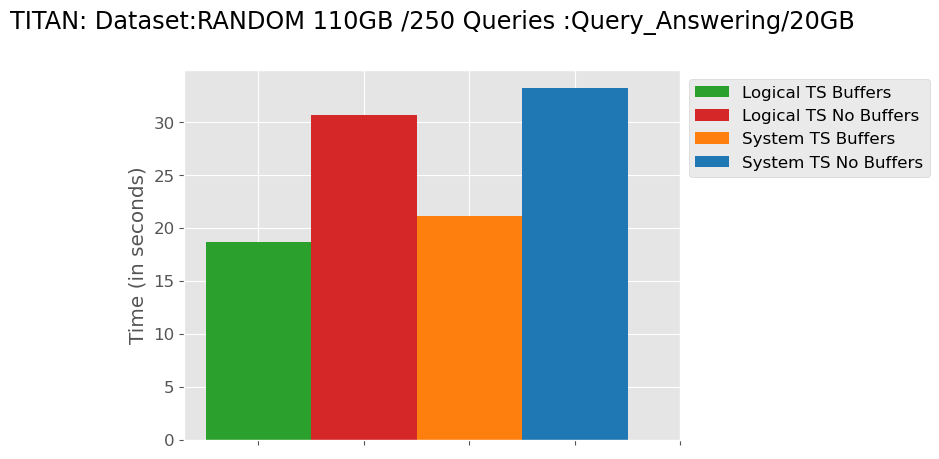 TITAN: Dataset:RANDOM 110GB /250 Queries :Query_Answering/20GB
Logical TS Buffers
Logical TS No Buffers
System TS Buffers
System TS No Buffers
Time (in seconds)
30
25
20
15
10
5
0